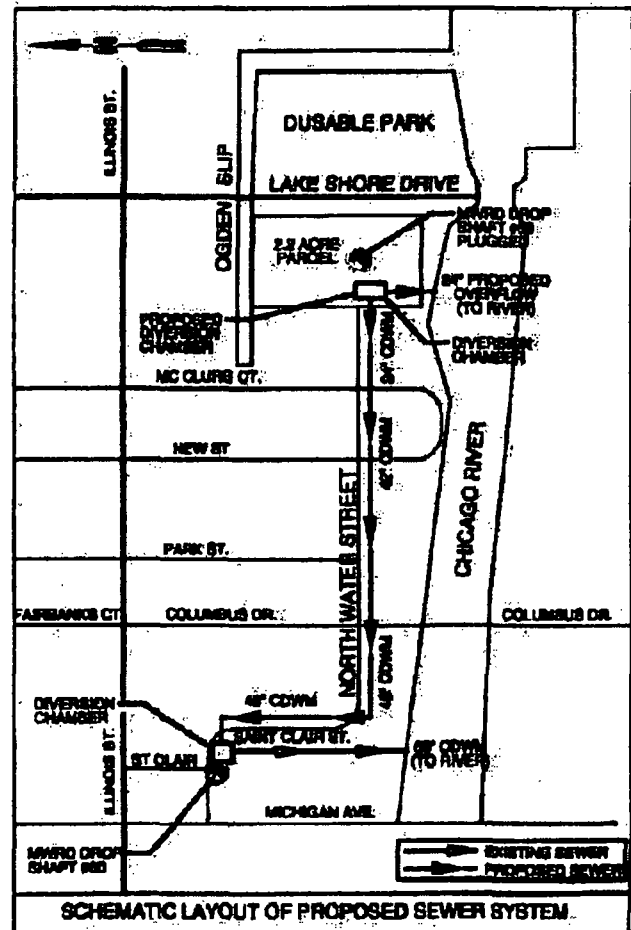 ILLINOIS ST.
OGDEN SLIP
DUSABLE PARK
LAKE SHORE DRIVE
2.2 ACRE
PARCEL
MWRD DROP
SHAFT
PLUGGED
PROPOSED
OVERFLOW
(TO RIVER)
PROPOSED
DIVERSION
CHAMBER
DIVERSION
CHAMBER
MC CLURG CT.
CDWM
NEW ST
CDWM
CHICAGO RIVER
NORTH WATER STREET
PARK ST.
FAIRBANKS CT.
COLUMBUS DR.
COLUMBUS DR.
CDWM
DIVERSION
CHAMBER
CDWM
SAINT CLAIR ST.
CDWM
(TO RIVER)
ST CLAIR
ILLINOIS ST.
MICHIGAN AVE.
MWRD DROP
SHAFT
EXISTING SEWER
PROPOSED SEWER
SCHEMATIC LAYOUT OF PROPOSED SEWER SYSTEM